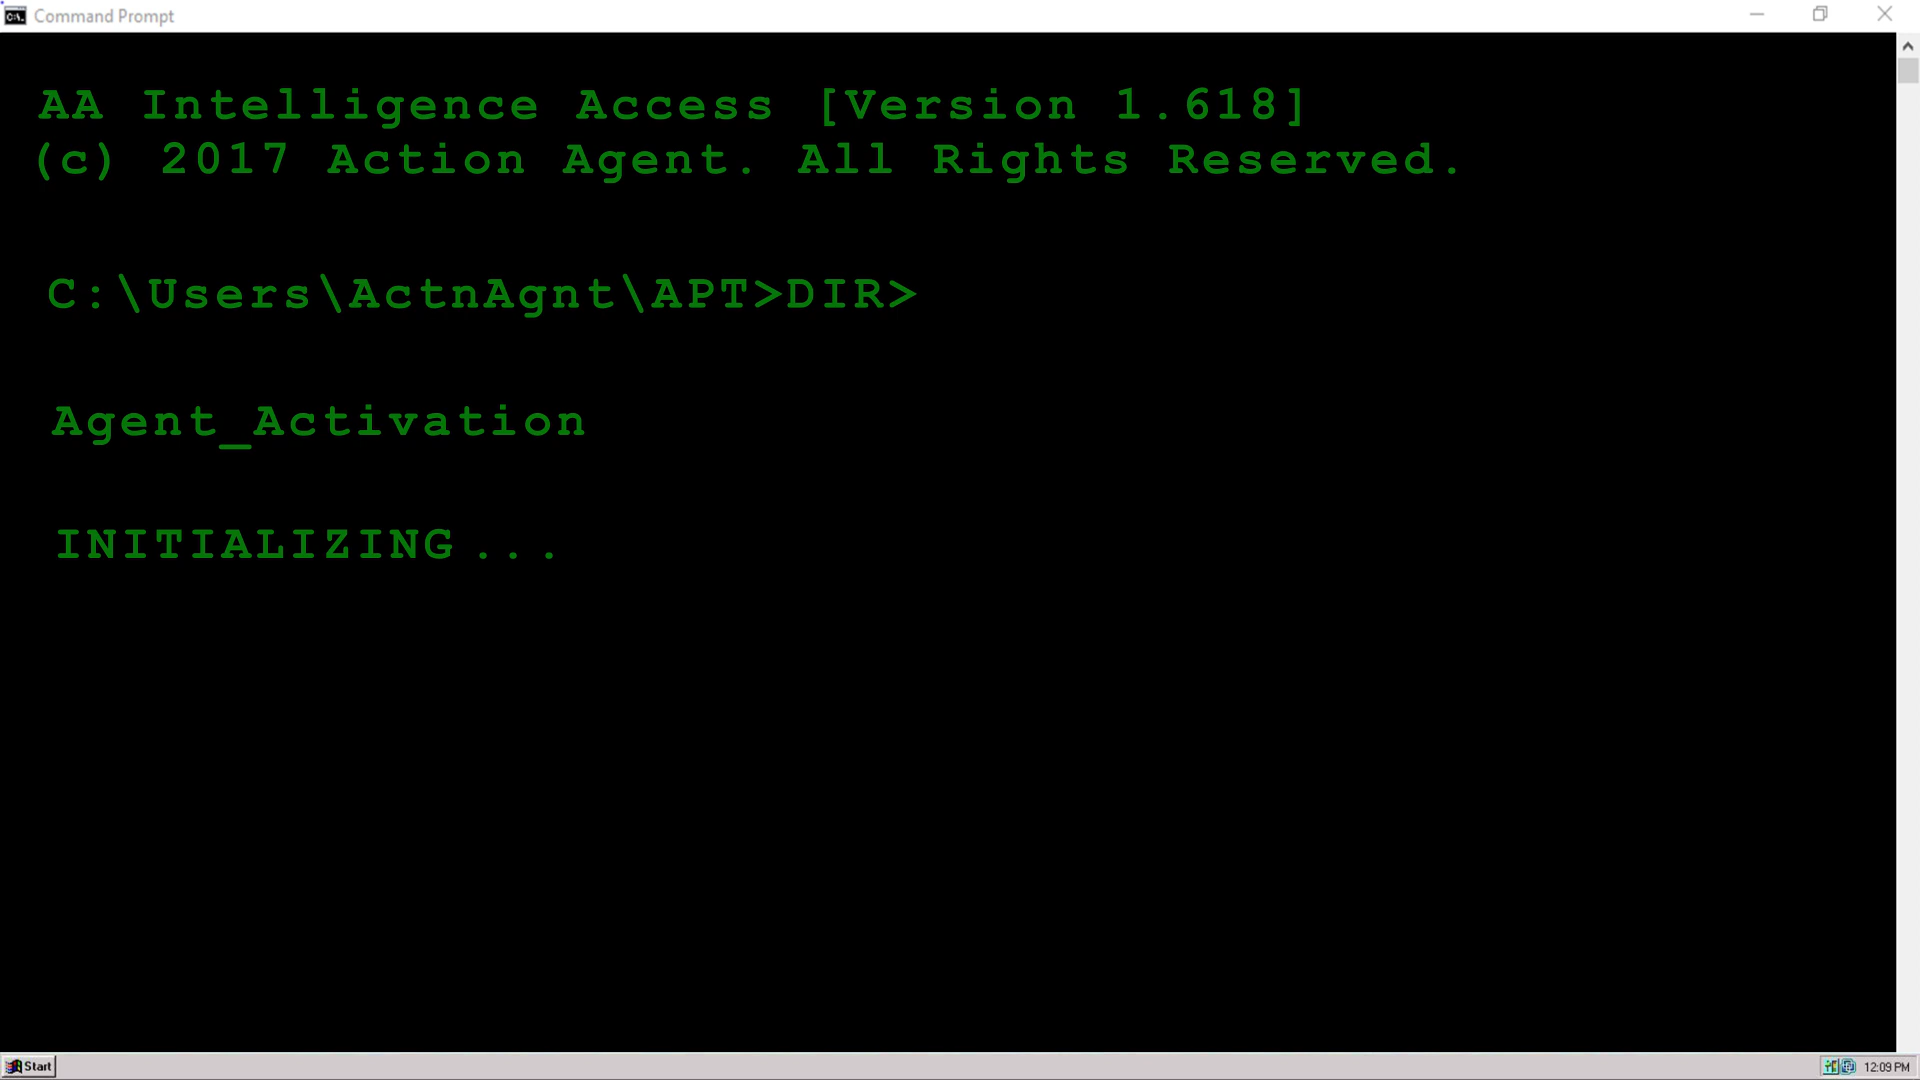 Command Prompt
AA Intelligence Access [Version 1.618]
(c) 2017 Action Agent. All Rights Reserved.
C:\Users\ActnAgnt\APT>DIR>
Agent_Activation
INITIALIZING...
Start
12:09 PM